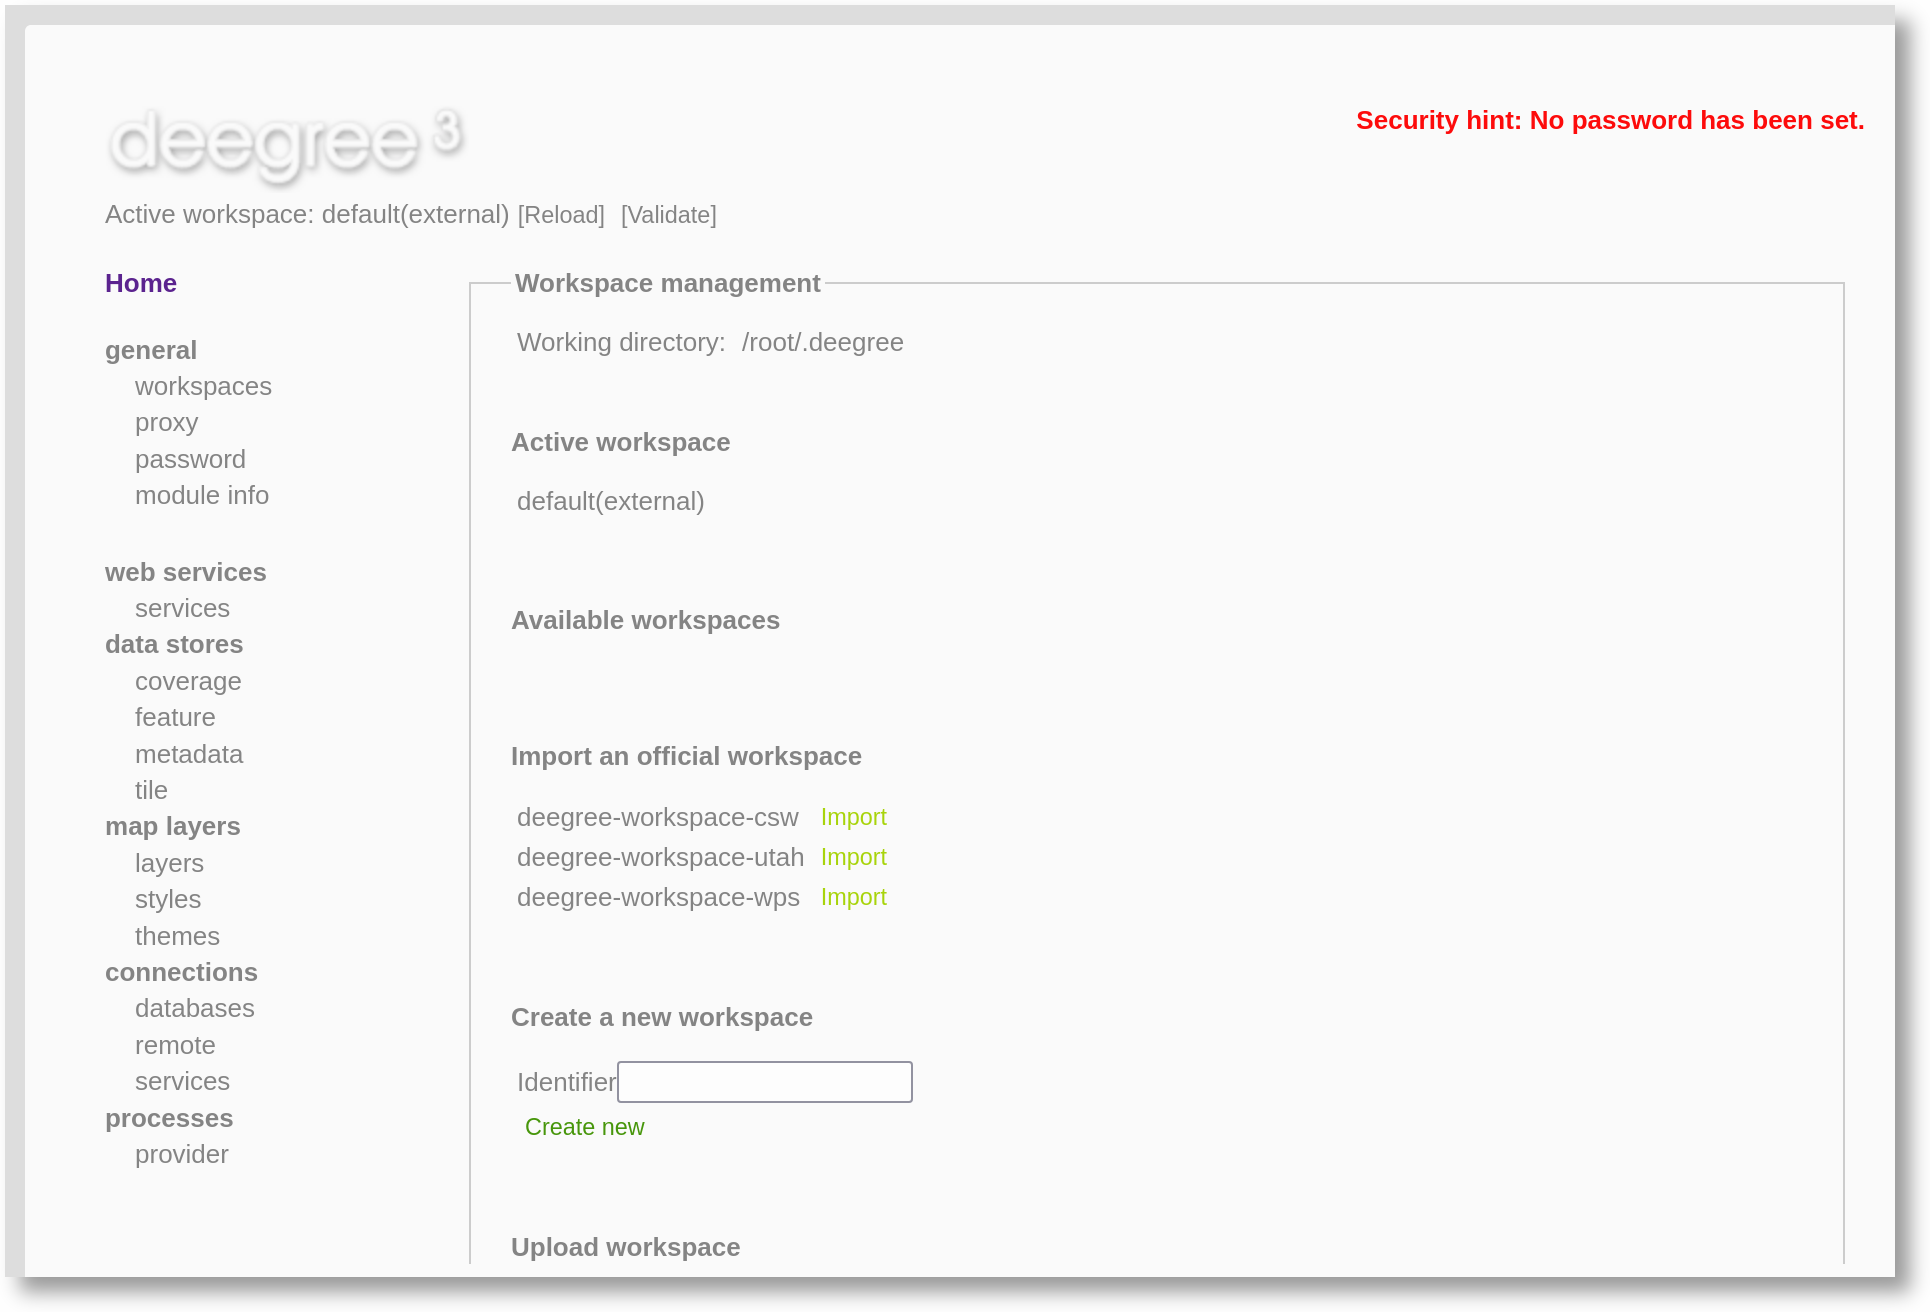 deegree 3
Security hint: No password has been set.
Active workspace: default(external) [Reload] [Validate]
Home
general
workspaces
proxy
password
module info
web services
services
data stores
coverage
feature
metadata
tile
map layers
layers
styles
themes
connections
databases
remote
services
processes
provider
Workspace management
Working directory: /root/.deegree
Active workspace
default(external)
Available workspaces
Import an official workspace
deegree-workspace-csw Import
deegree-workspace-utah Import
deegree-workspace-wps Import
Create a new workspace
Identifier
Create new
Upload workspace